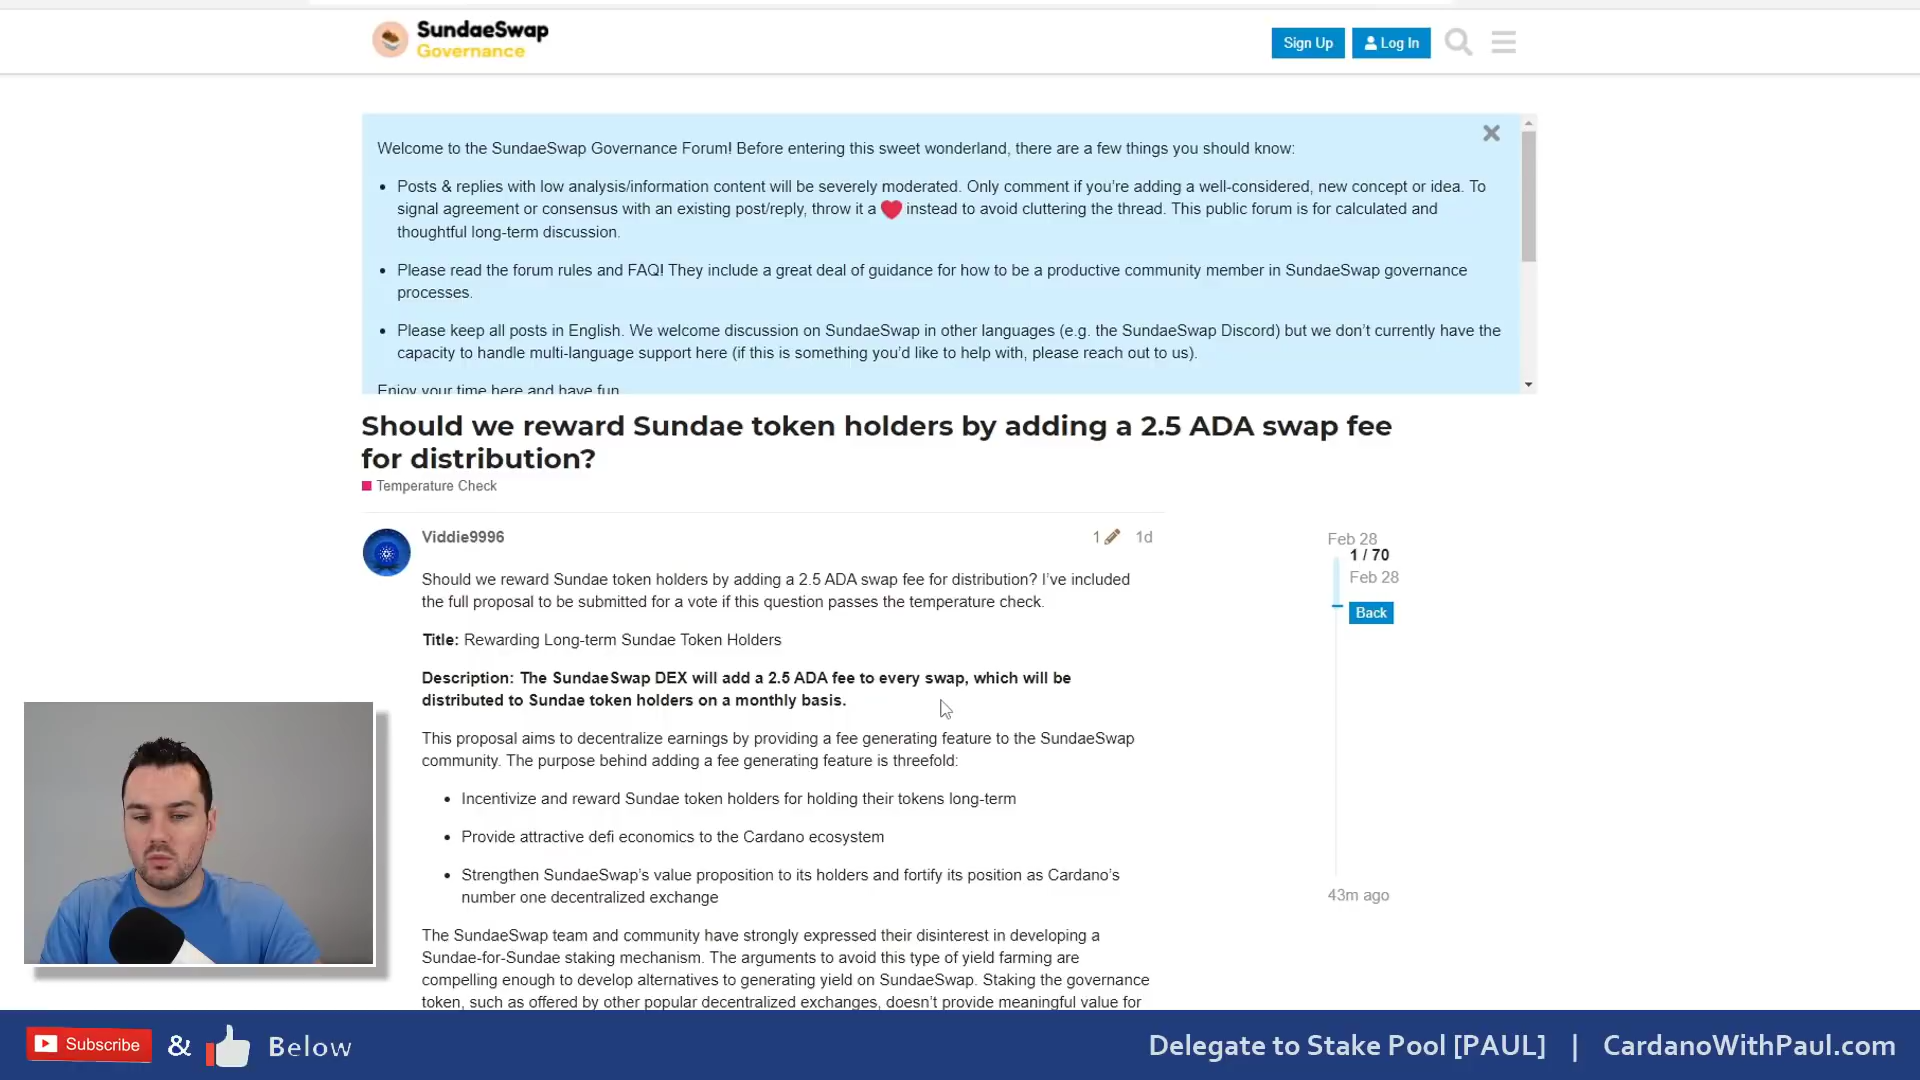 SundaeSwap
Governance
Sign Up
Log In
Welcome to the SundaeSwap Governance Forum! Before entering this sweet wonderland, there are a few things you should know:
• Posts & replies with low analysis/information content will be severely moderated. Only comment if you're adding a well-considered, new concept or idea. To
signal agreement or consensus with an existing post/reply, throw it a ❤️ instead to avoid cluttering the thread. This public forum is for calculated and
thoughtful long-term discussion.
• Please read the forum rules and FAQ! They include a great deal of guidance for how to be a productive community member in SundaeSwap governance
processes.
• Please keep all posts in English. We welcome discussion on SundaeSwap in other languages (e.g. the SundaeSwap Discord) but we don't currently have the
capacity to handle multi-language support here (if this is something you'd like to help with, please reach out to us).
Enjoy your time here and have fun
Should we reward Sundae token holders by adding a 2.5 ADA swap fee
for distribution?
Temperature Check
Viddie9996
1
1d
Should we reward Sundae token holders by adding a 2.5 ADA swap fee for distribution? I've included
the full proposal to be submitted for a vote if this question passes the temperature check.
Title: Rewarding Long-term Sundae Token Holders
Description: The SundaeSwap DEX will add a 2.5 ADA fee to every swap, which will be
distributed to Sundae token holders on a monthly basis.
This proposal aims to decentralize earnings by providing a fee generating feature to the SundaeSwap
community. The purpose behind adding a fee generating feature is threefold:
• Incentivize and reward Sundae token holders for holding their tokens long-term
• Provide attractive defi economics to the Cardano ecosystem
• Strengthen SundaeSwap's value proposition to its holders and fortify its position as Cardano's
number one decentralized exchange
The SundaeSwap team and community have strongly expressed their disinterest in developing a
Sundae-for-Sundae staking mechanism. The arguments to avoid this type of yield farming are
compelling enough to develop alternatives to generating yield on SundaeSwap. Staking the governance
token, such as offered by other popular decentralized exchanges, doesn't provide meaningful value for
Feb 28
1 / 70
Feb 28
Back
43m ago
Subscribe
& Below
Delegate to Stake Pool [PAUL] | CardanoWithPaul.com